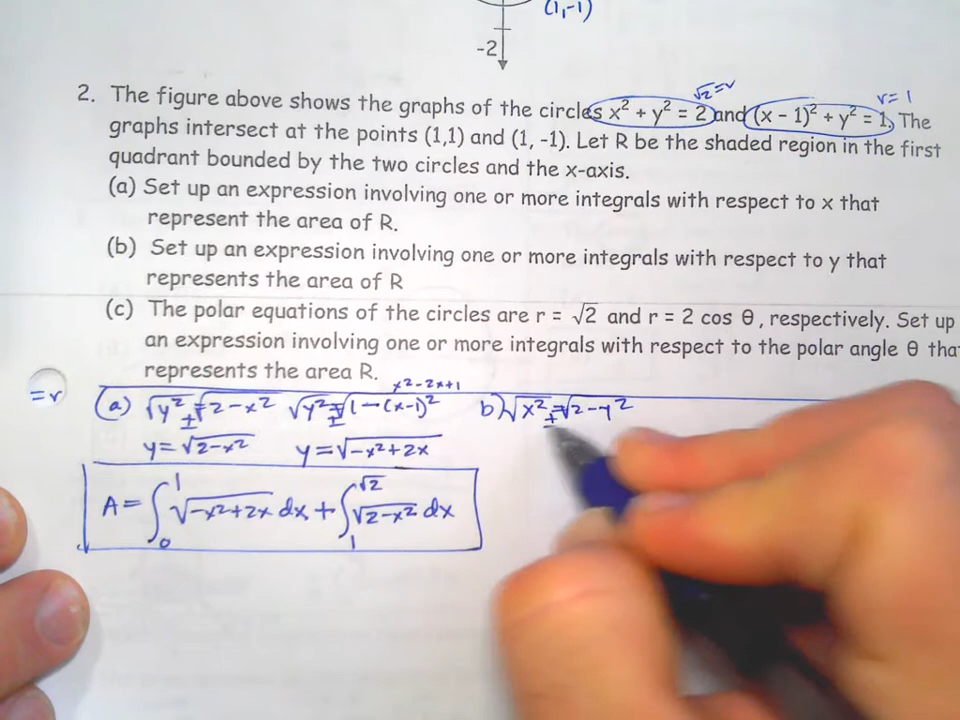 (1,-1)
-2
√2=r
r=1
2. The figure above shows the graphs of the circles x² + y² = 2 and (x - 1)² + y² = 1. The
graphs intersect at the points (1,1) and (1, -1). Let R be the shaded region in the first
quadrant bounded by the two circles and the x-axis.
(a) Set up an expression involving one or more integrals with respect to x that
represent the area of R.
(b) Set up an expression involving one or more integrals with respect to y that
represents the area of R
(c) The polar equations of the circles are r = √2 and r = 2 cos θ, respectively. Set up
an expression involving one or more integrals with respect to the polar angle θ tha
represents the area R.
x²-2x+1
=r
(a) √y² = ±√2-x² √y² = ±√1-(x-1)² b) √x² = ±√2-y²
y=√2-x² y=√-x²+2x
A = ∫₀¹ √-x²+2x dx + ∫₁^√2 √2-x² dx